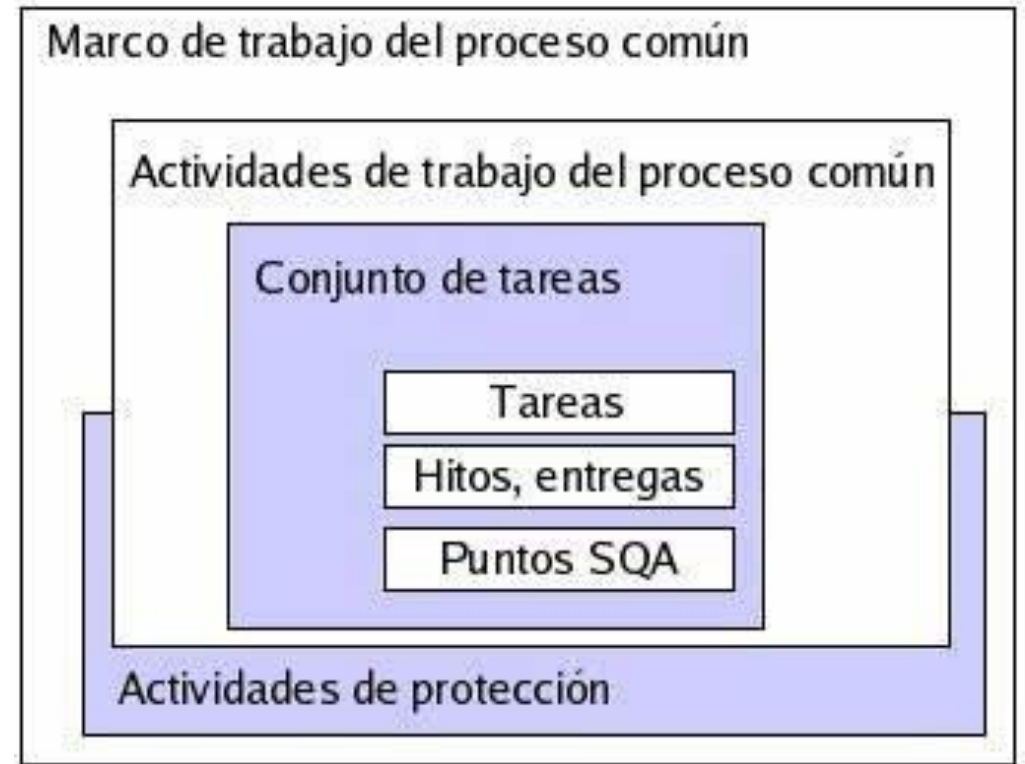 Marco de trabajo del proceso común
Actividades de trabajo del proceso común
Conjunto de tareas
Tareas
Hitos, entregas
Puntos SQA
Actividades de protección